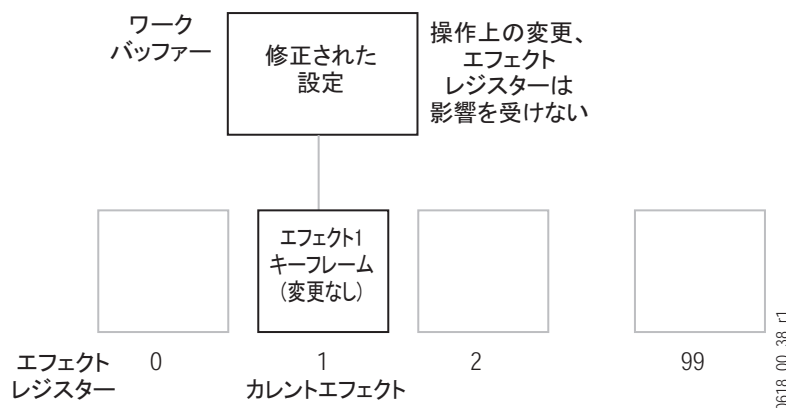 ワーク
バッファー
修正された
設定
操作上の変更、
エフェクト
レジスターは
影響を受けない
エフェクト1
キーフレーム
(変更なし)
エフェクト
レジスター
0
1
2
99
カレントエフェクト
0618_00_38_r1